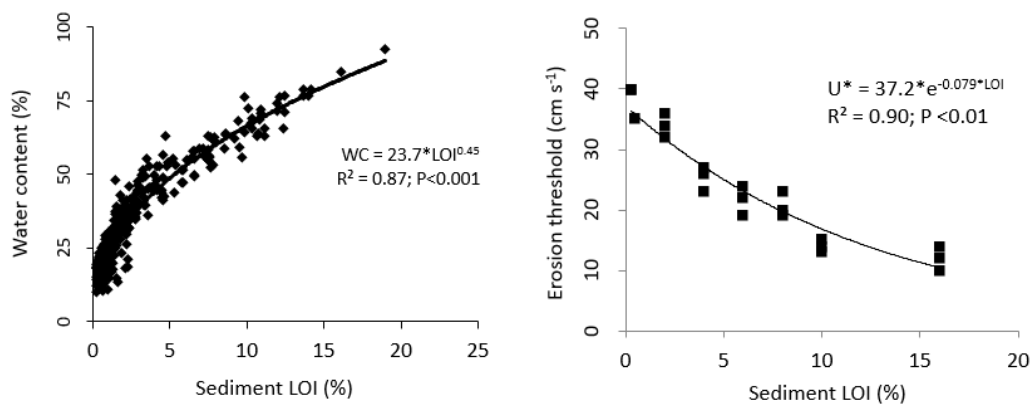 100
75
50
25
0
Water content (%)
WC = 23.7*LOI^0.45
R² = 0.87; P<0.001
0 5 10 15 20 25
Sediment LOI (%)
50
40
30
20
10
0
Erosion threshold (cm s⁻¹)
U* = 37.2*e^-0.079*LOI
R² = 0.90; P <0.01
0 10 20
Sediment LOI (%)